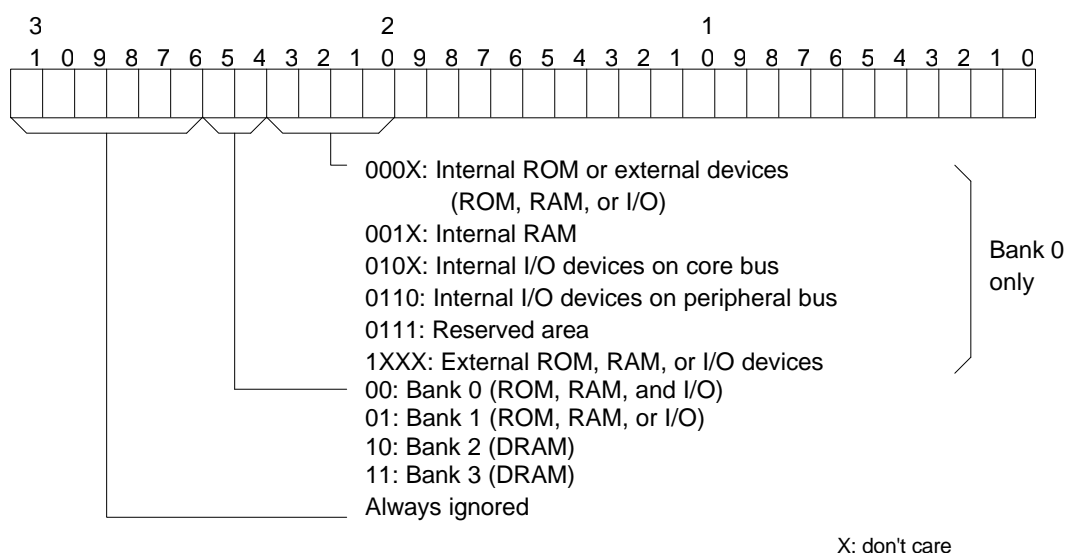 3 2 1
1 0 9 8 7 6 5 4 3 2 1 0 9 8 7 6 5 4 3 2 1 0 9 8 7 6 5 4 3 2 1 0
000X: Internal ROM or external devices
(ROM, RAM, or I/O)
001X: Internal RAM
010X: Internal I/O devices on core bus
0110: Internal I/O devices on peripheral bus
0111: Reserved area
1XXX: External ROM, RAM, or I/O devices
Bank 0
only
00: Bank 0 (ROM, RAM, and I/O)
01: Bank 1 (ROM, RAM, or I/O)
10: Bank 2 (DRAM)
11: Bank 3 (DRAM)
Always ignored
X: don't care